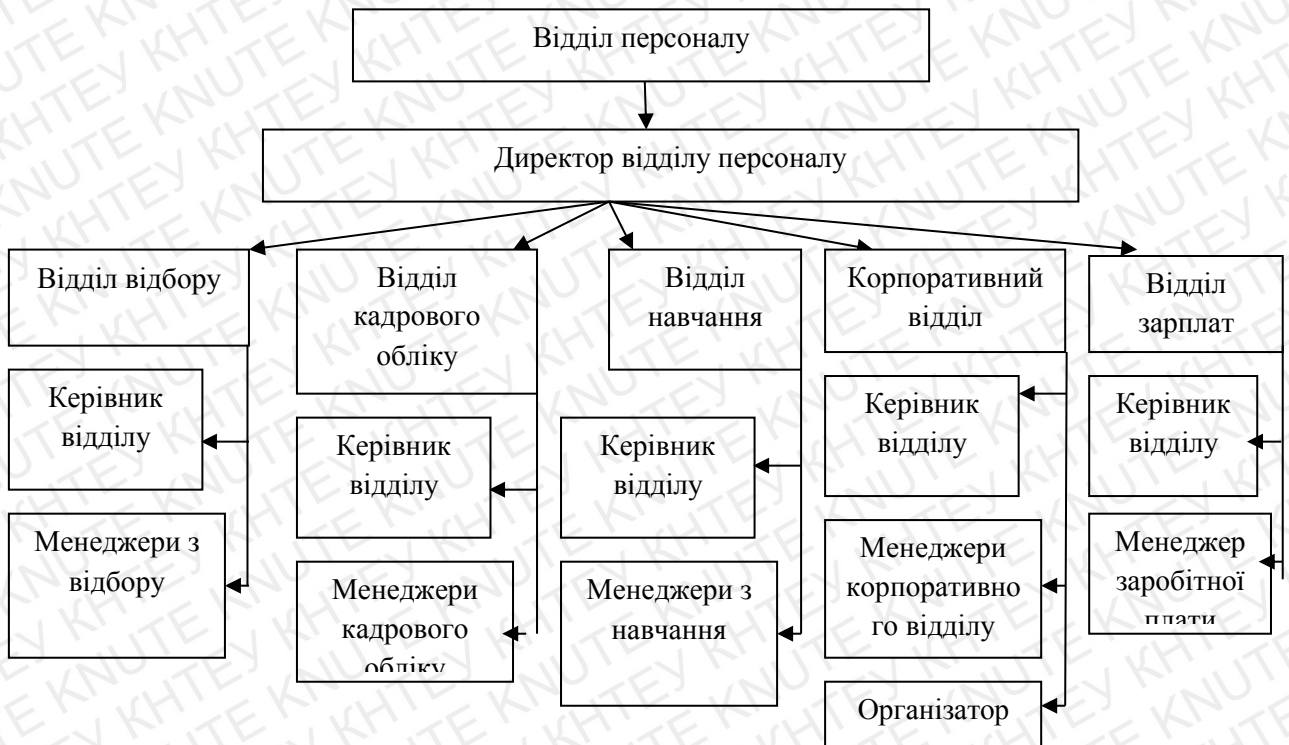 Відділ персоналу
Директор відділу персоналу
Відділ відбору
Відділ
кадрового
обліку
Відділ
навчання
Корпоративний
відділ
Відділ
зарплат
Керівник
відділу
Керівник
відділу
Керівник
відділу
Керівник
відділу
Керівник
відділу
Менеджери з
відбору
Менеджери
кадрового
обліку
Менеджери з
навчання
Менеджери
корпоративно
го відділу
Менеджер
заробітної
плати
Організатор